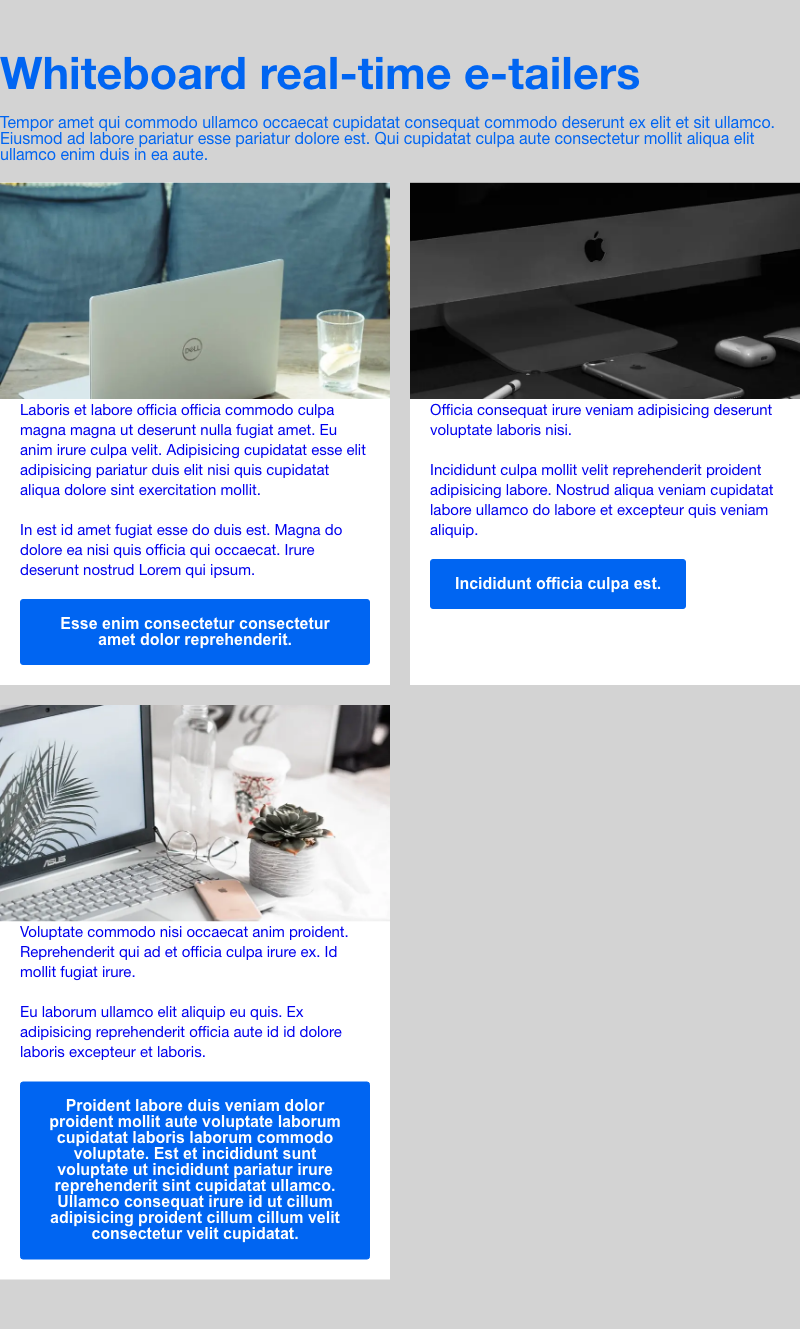 Whiteboard real-time e-tailers
Tempor amet qui commodo ullamco occaecat cupidatat consequat commodo deserunt ex elit et sit ullamco.
Eiusmod ad labore pariatur esse pariatur dolore est. Qui cupidatat culpa aute consectetur mollit aliqua elit
ullamco enim duis in ea aute.
DELL
Laboris et labore officia officia commodo culpa
magna magna ut deserunt nulla fugiat amet. Eu
anim irure culpa velit. Adipisicing cupidatat esse elit
adipisicing pariatur duis elit nisi quis cupidatat
aliqua dolore sint exercitation mollit.
In est id amet fugiat esse do duis est. Magna do
dolore ea nisi quis officia qui occaecat. Irure
deserunt nostrud Lorem qui ipsum.
Esse enim consectetur consectetur
amet dolor reprehenderit.
Officia consequat irure veniam adipisicing deserunt
voluptate laboris nisi.
Incididunt culpa mollit velit reprehenderit proident
adipisicing labore. Nostrud aliqua veniam cupidatat
labore ullamco do labore et excepteur quis veniam
aliquip.
Incididunt officia culpa est.
ASUS
Voluptate commodo nisi occaecat anim proident.
Reprehenderit qui ad et officia culpa irure ex. Id
mollit fugiat irure.
Eu laborum ullamco elit aliquip eu quis. Ex
adipisicing reprehenderit officia aute id id dolore
laboris excepteur et laboris.
Proident labore duis veniam dolor
proident mollit aute voluptate laborum
cupidatat laboris laborum commodo
voluptate. Est et incididunt sunt
voluptate ut incididunt pariatur irure
reprehenderit sint cupidatat ullamco.
Ullamco consequat irure id ut cillum
adipisicing proident cillum cillum velit
consectetur velit cupidatat.